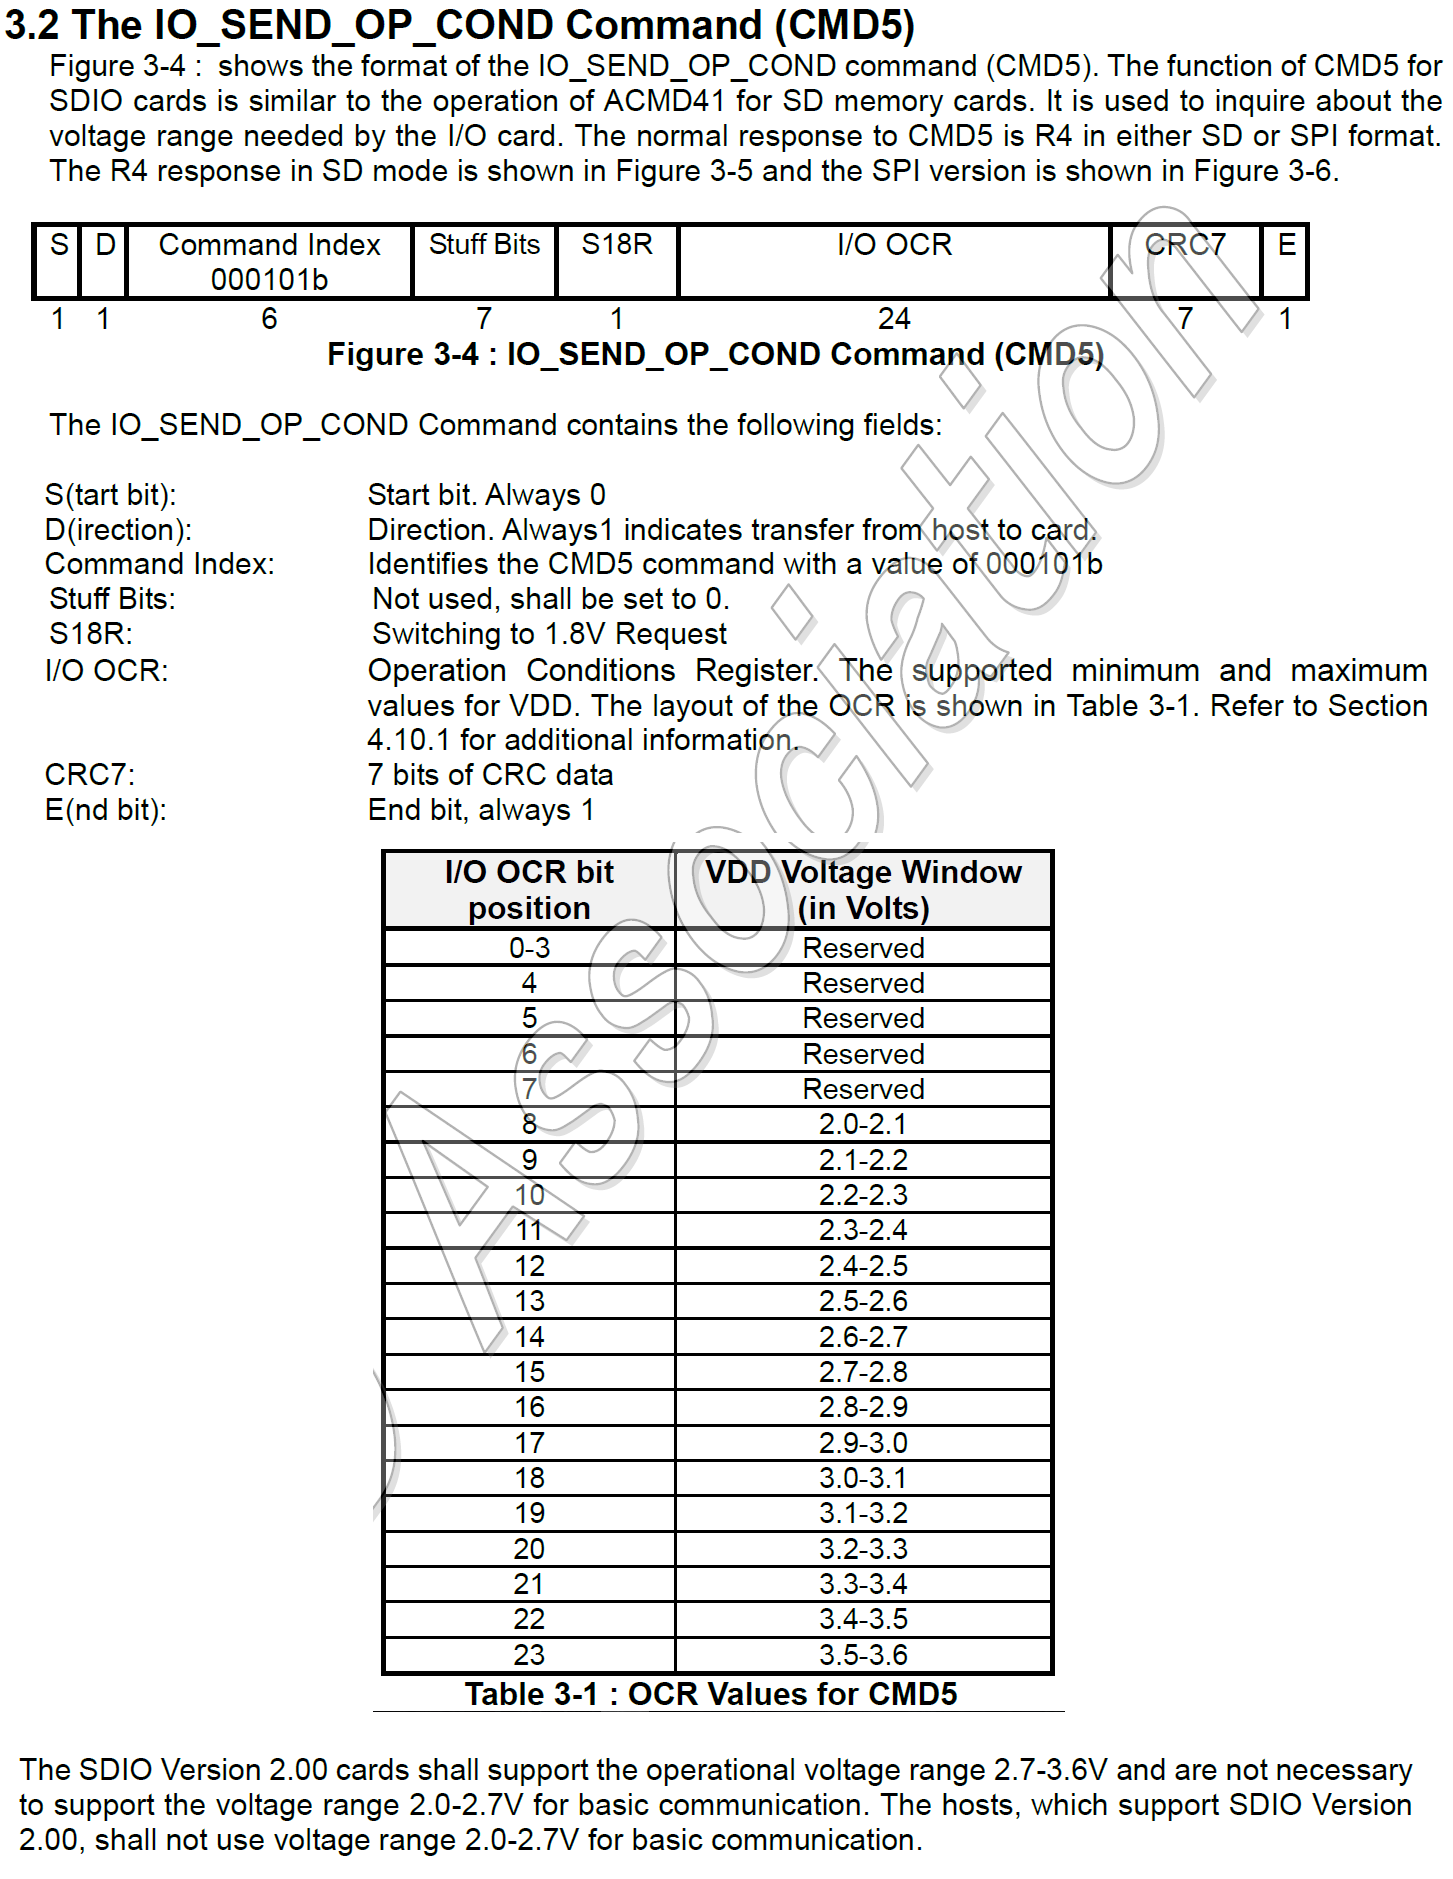 3.2 The IO_SEND_OP_COND Command (CMD5)
Figure 3-4 : shows the format of the IO_SEND_OP_COND command (CMD5). The function of CMD5 for
SDIO cards is similar to the operation of ACMD41 for SD memory cards. It is used to inquire about the
voltage range needed by the I/O card. The normal response to CMD5 is R4 in either SD or SPI format.
The R4 response in SD mode is shown in Figure 3-5 and the SPI version is shown in Figure 3-6.
S D Command Index Stuff Bits S18R I/O OCR CRC7 E
000101b
1 1 6 7 1 24 7 1
Figure 3-4 : IO_SEND_OP_COND Command (CMD5)
The IO_SEND_OP_COND Command contains the following fields:
S(tart bit): Start bit. Always 0
D(irection): Direction. Always1 indicates transfer from host to card.
Command Index: Identifies the CMD5 command with a value of 000101b
Stuff Bits: Not used, shall be set to 0.
S18R: Switching to 1.8V Request
I/O OCR: Operation Conditions Register. The supported minimum and maximum
values for VDD. The layout of the OCR is shown in Table 3-1. Refer to Section
4.10.1 for additional information.
CRC7: 7 bits of CRC data
E(nd bit): End bit, always 1
I/O OCR bit VDD Voltage Window
position (in Volts)
0-3 Reserved
4 Reserved
5 Reserved
6 Reserved
7 Reserved
8 2.0-2.1
9 2.1-2.2
10 2.2-2.3
11 2.3-2.4
12 2.4-2.5
13 2.5-2.6
14 2.6-2.7
15 2.7-2.8
16 2.8-2.9
17 2.9-3.0
18 3.0-3.1
19 3.1-3.2
20 3.2-3.3
21 3.3-3.4
22 3.4-3.5
23 3.5-3.6
Table 3-1 : OCR Values for CMD5
The SDIO Version 2.00 cards shall support the operational voltage range 2.7-3.6V and are not necessary
to support the voltage range 2.0-2.7V for basic communication. The hosts, which support SDIO Version
2.00, shall not use voltage range 2.0-2.7V for basic communication.
Association